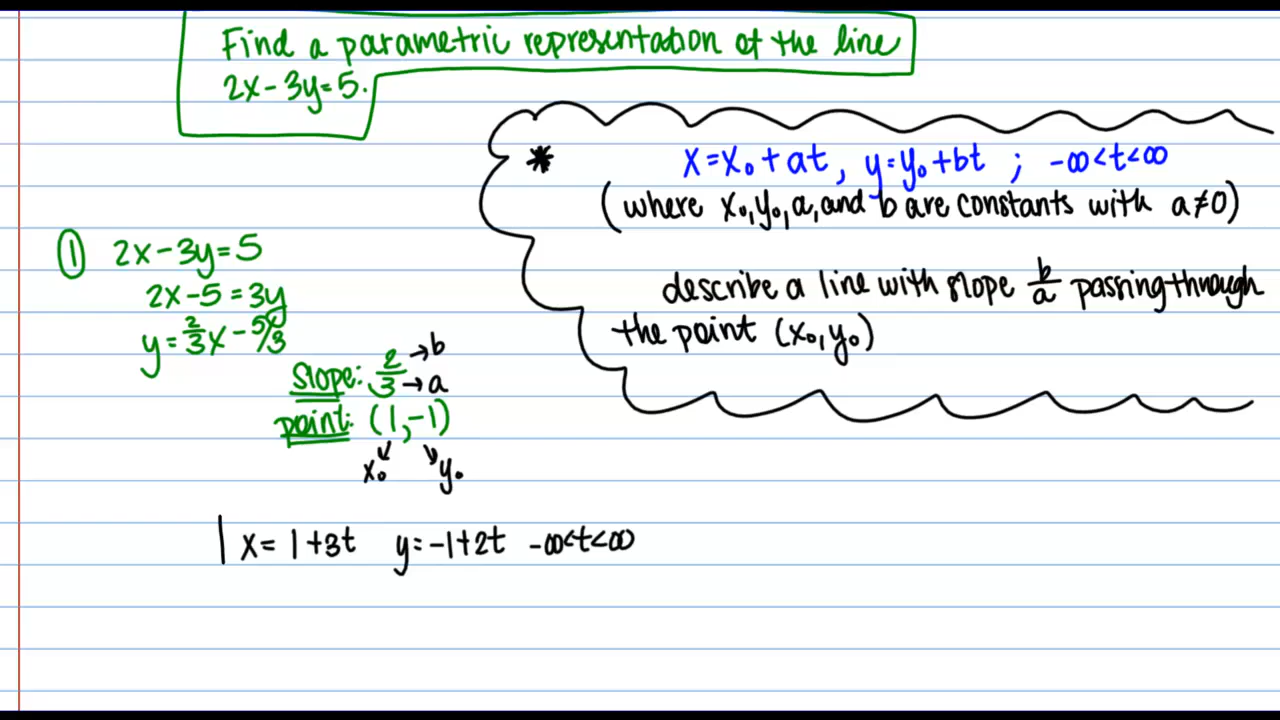 Find a parametric representation of the line
2x - 3y = 5.
* x = x₀ + at, y = y₀ + bt ; -∞ < t < ∞
(where x₀, y₀, a, and b are constants with a ≠ 0)
describe a line with slope b/a passing through
the point (x₀, y₀)
① 2x - 3y = 5
2x - 5 = 3y
y = 2/3 x - 5/3
slope: 2/3 → b → a
point: (1, -1)
x₀ y₀
x = 1 + 3t y = -1 + 2t -∞ < t < ∞